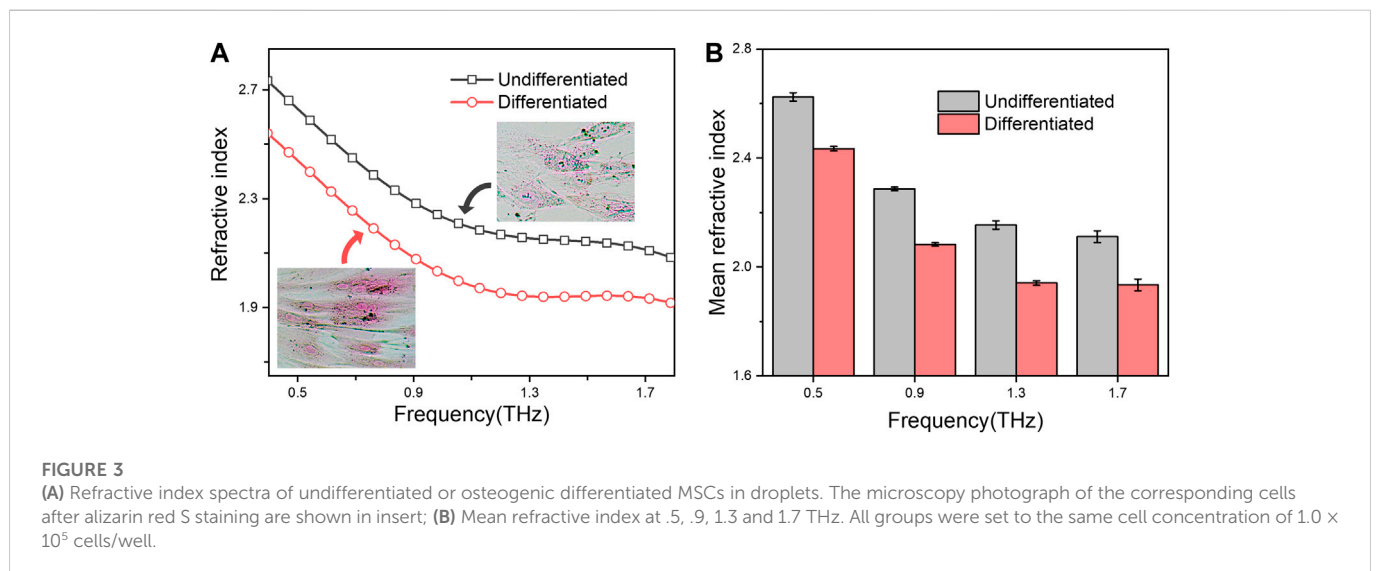 A
Undifferentiated
Differentiated
2.7
2.3
1.9
Refractive index
0.5 0.9 1.3 1.7
Frequency(THz)
B
Undifferentiated
Differentiated
2.8
2.4
2.0
1.6
Mean refractive index
0.5 0.9 1.3 1.7
Frequency(THz)
FIGURE 3
(A) Refractive index spectra of undifferentiated or osteogenic differentiated MSCs in droplets. The microscopy photograph of the corresponding cells
after alizarin red S staining are shown in insert; (B) Mean refractive index at .5, .9, 1.3 and 1.7 THz. All groups were set to the same cell concentration of 1.0 ×
10⁵ cells/well.